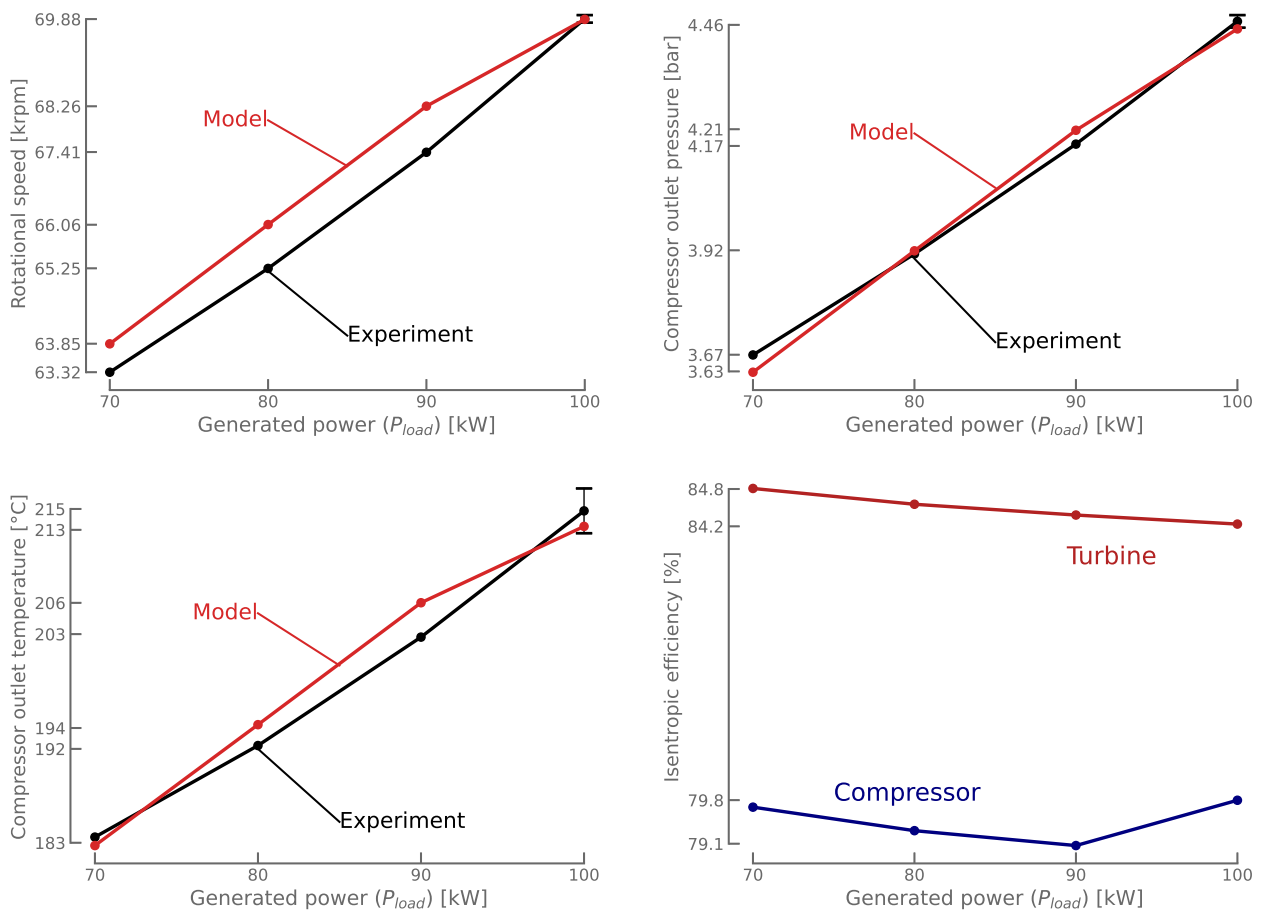 69.88
68.26
67.41
66.06
65.25
63.85
63.32
Rotational speed [krpm]
Model
Experiment
70 80 90 100
Generated power (P_load) [kW]
4.46
4.21
4.17
3.92
3.67
3.63
Compressor outlet pressure [bar]
Model
Experiment
70 80 90 100
Generated power (P_load) [kW]
215
213
206
203
194
192
183
Compressor outlet temperature [°C]
Model
Experiment
70 80 90 100
Generated power (P_load) [kW]
84.8
84.2
79.8
79.1
Isentropic efficiency [%]
Turbine
Compressor
70 80 90 100
Generated power (P_load) [kW]